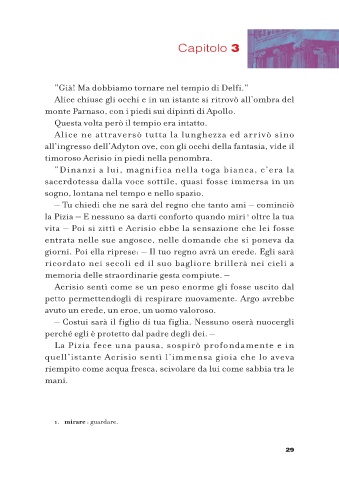 Capitolo 3
"Già! Ma dobbiamo tornare nel tempio di Delfi."
Alice chiuse gli occhi e in un istante si ritrovò all'ombra del
monte Parnaso, con i piedi sui dipinti di Apollo.
Questa volta però il tempio era intatto.
Alice ne attraversò tutta la lunghezza ed arrivò sino
all'ingresso dell'Adyton ove, con gli occhi della fantasia, vide il
timoroso Acrisio in piedi nella penombra.
"Dinanzi a lui, magnifica nella toga bianca, c'era la
sacerdotessa dalla voce sottile, quasi fosse immersa in un
sogno, lontana nel tempo e nello spazio.
– Tu chiedi che ne sarà del regno che tanto ami – cominciò
la Pizia – E nessuno sa darti conforto quando miri¹ oltre la tua
vita – Poi si zittì e Acrisio ebbe la sensazione che lei fosse
entrata nelle sue angosce, nelle domande che si poneva da
giorni. Poi ella riprese: – Il tuo regno avrà un erede. Egli sarà
ricordato nei secoli ed il suo bagliore brillerà nei cieli a
memoria delle straordinarie gesta compiute. –
Acrisio sentì come se un peso enorme gli fosse uscito dal
petto permettendogli di respirare nuovamente. Argo avrebbe
avuto un erede, un eroe, un uomo valoroso.
– Costui sarà il figlio di tua figlia. Nessuno oserà nuocergli
perchè egli è protetto dal padre degli dei. –
La Pizia fece una pausa, sospirò profondamente e in
quell'istante Acrisio sentì l'immensa gioia che lo aveva
riempito come acqua fresca, scivolare da lui come sabbia tra le
mani.
1. mirare : guardare.
29